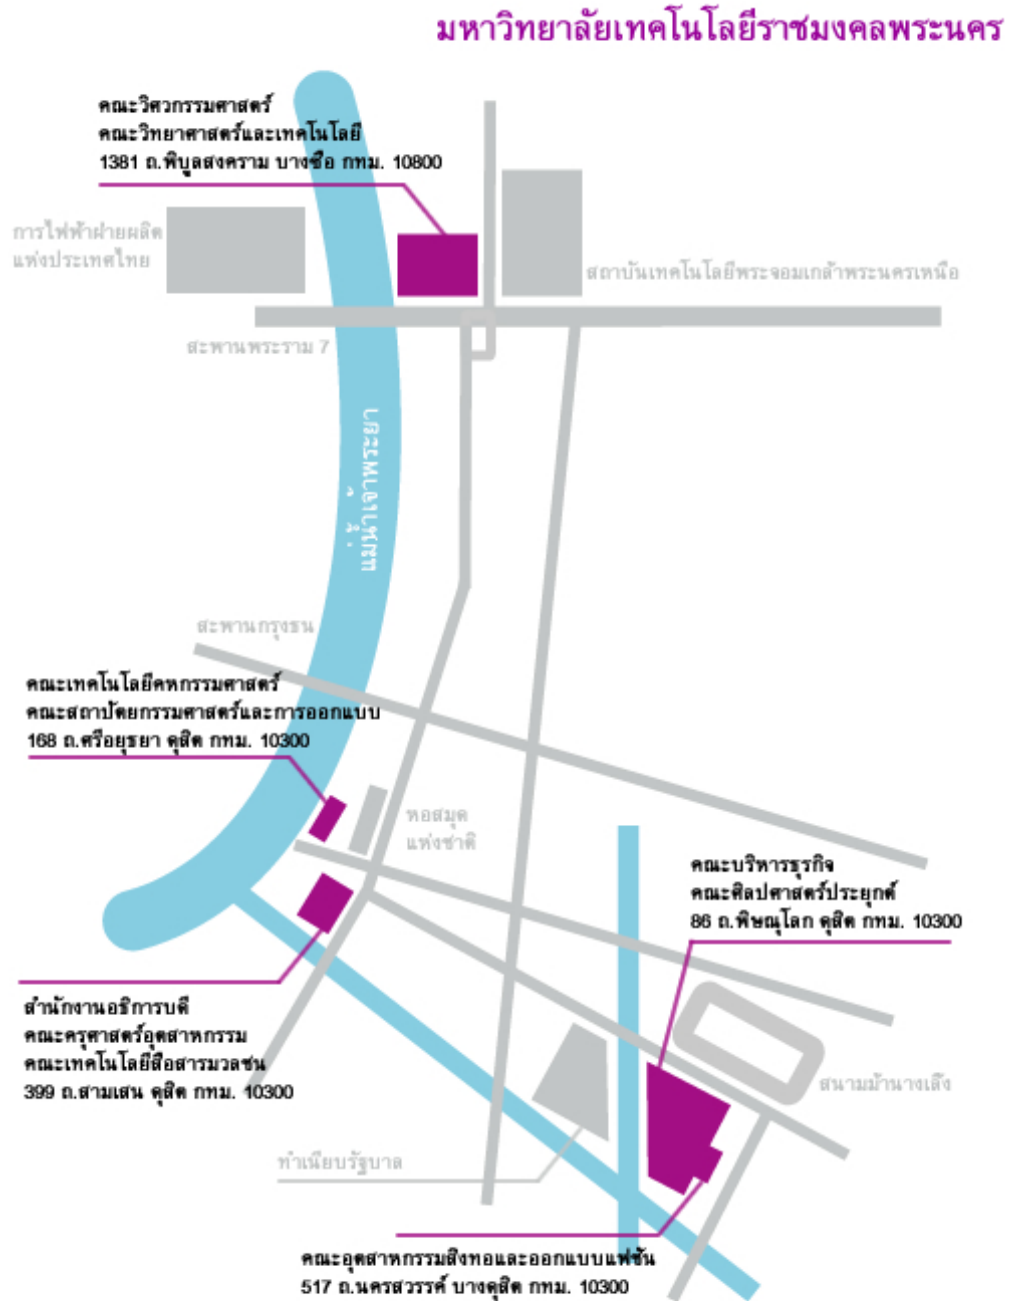 มหาวิทยาลัยเทคโนโลยีราชมงคลพระนคร
คณะวิศวกรรมศาสตร์
คณะวิทยาศาสตร์และเทคโนโลยี
1381 ถ.พิบูลสงคราม บางซื่อ กทม. 10800
การไฟฟ้าฝ่ายผลิต
แห่งประเทศไทย
สถาบันเทคโนโลยีพระจอมเกล้าพระนครเหนือ
สะพานพระราม 7
แม่น้ำเจ้าพระยา
สะพานกรุงธน
คณะเทคโนโลยีคหกรรมศาสตร์
คณะสถาปัตยกรรมศาสตร์และการออกแบบ
168 ถ.ศรีอยุธยา ดุสิต กทม. 10300
หอสมุด
แห่งชาติ
คณะบริหารธุรกิจ
คณะศิลปศาสตร์ประยุกต์
86 ถ.พิษณุโลก ดุสิต กทม. 10300
สำนักงานอธิการบดี
คณะครุศาสตร์อุตสาหกรรม
คณะเทคโนโลยีสื่อสารมวลชน
399 ถ.สามเสน ดุสิต กทม. 10300
สนามม้านางเลิ้ง
ทำเนียบรัฐบาล
คณะอุตสาหกรรมสิ่งทอและออกแบบแฟชั่น
517 ถ.นครสวรรค์ บางดุสิต กทม. 10300